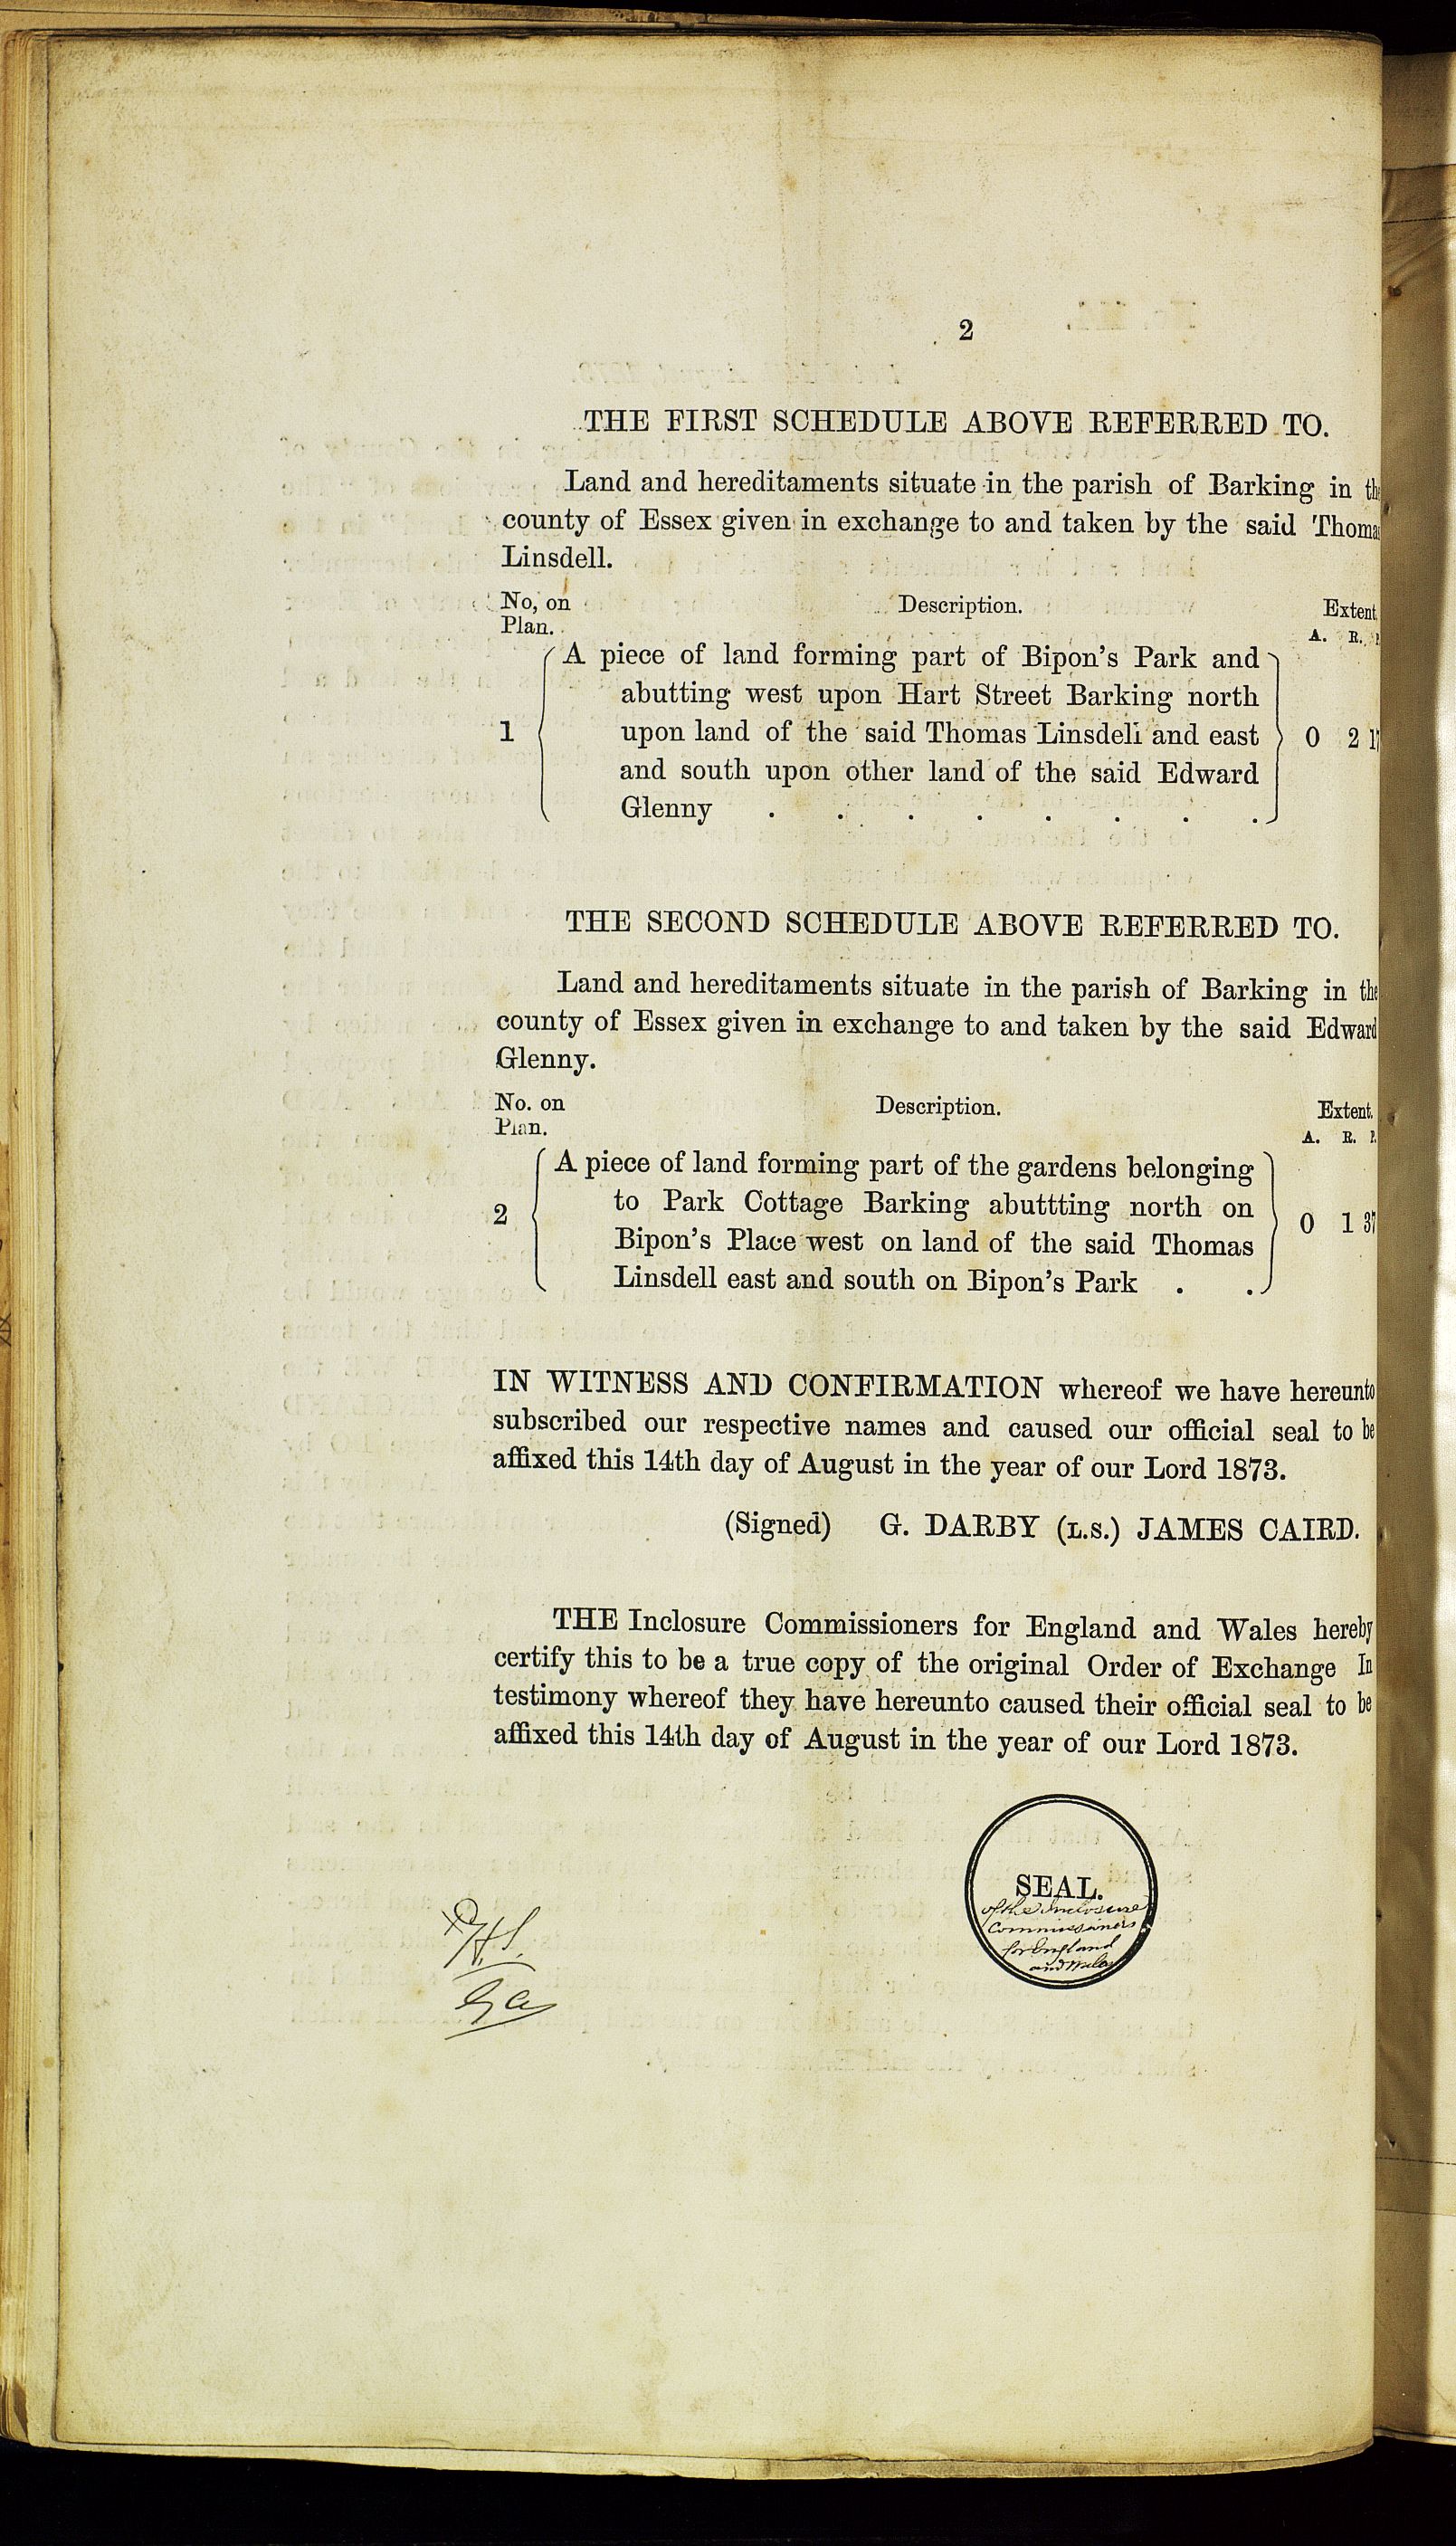 2
THE FIRST SCHEDULE ABOVE REFERRED TO.
Land and hereditaments situate in the parish of Barking in the
county of Essex given in exchange to and taken by the said Thomas
Linsdell.
No, on Description. Extent.
Plan. A. R. P.
A piece of land forming part of Bipon's Park and
abutting west upon Hart Street Barking north
1 upon land of the said Thomas Linsdell and east 0 2 17
and south upon other land of the said Edward
Glenny . . . . . . . .
THE SECOND SCHEDULE ABOVE REFERRED TO.
Land and hereditaments situate in the parish of Barking in the
county of Essex given in exchange to and taken by the said Edward
Glenny.
No. on Description. Extent.
Plan. A. R. P.
A piece of land forming part of the gardens belonging
2 to Park Cottage Barking abuttting north on 0 1 37
Bipon's Place west on land of the said Thomas
Linsdell east and south on Bipon's Park . .
IN WITNESS AND CONFIRMATION whereof we have hereunto
subscribed our respective names and caused our official seal to be
affixed this 14th day of August in the year of our Lord 1873.
(Signed) G. DARBY (L.S.) JAMES CAIRD.
THE Inclosure Commissioners for England and Wales hereby
certify this to be a true copy of the original Order of Exchange In
testimony whereof they have hereunto caused their official seal to be
affixed this 14th day of August in the year of our Lord 1873.
SEAL.
of the Inclosure
Commissioners
for England
and Wales